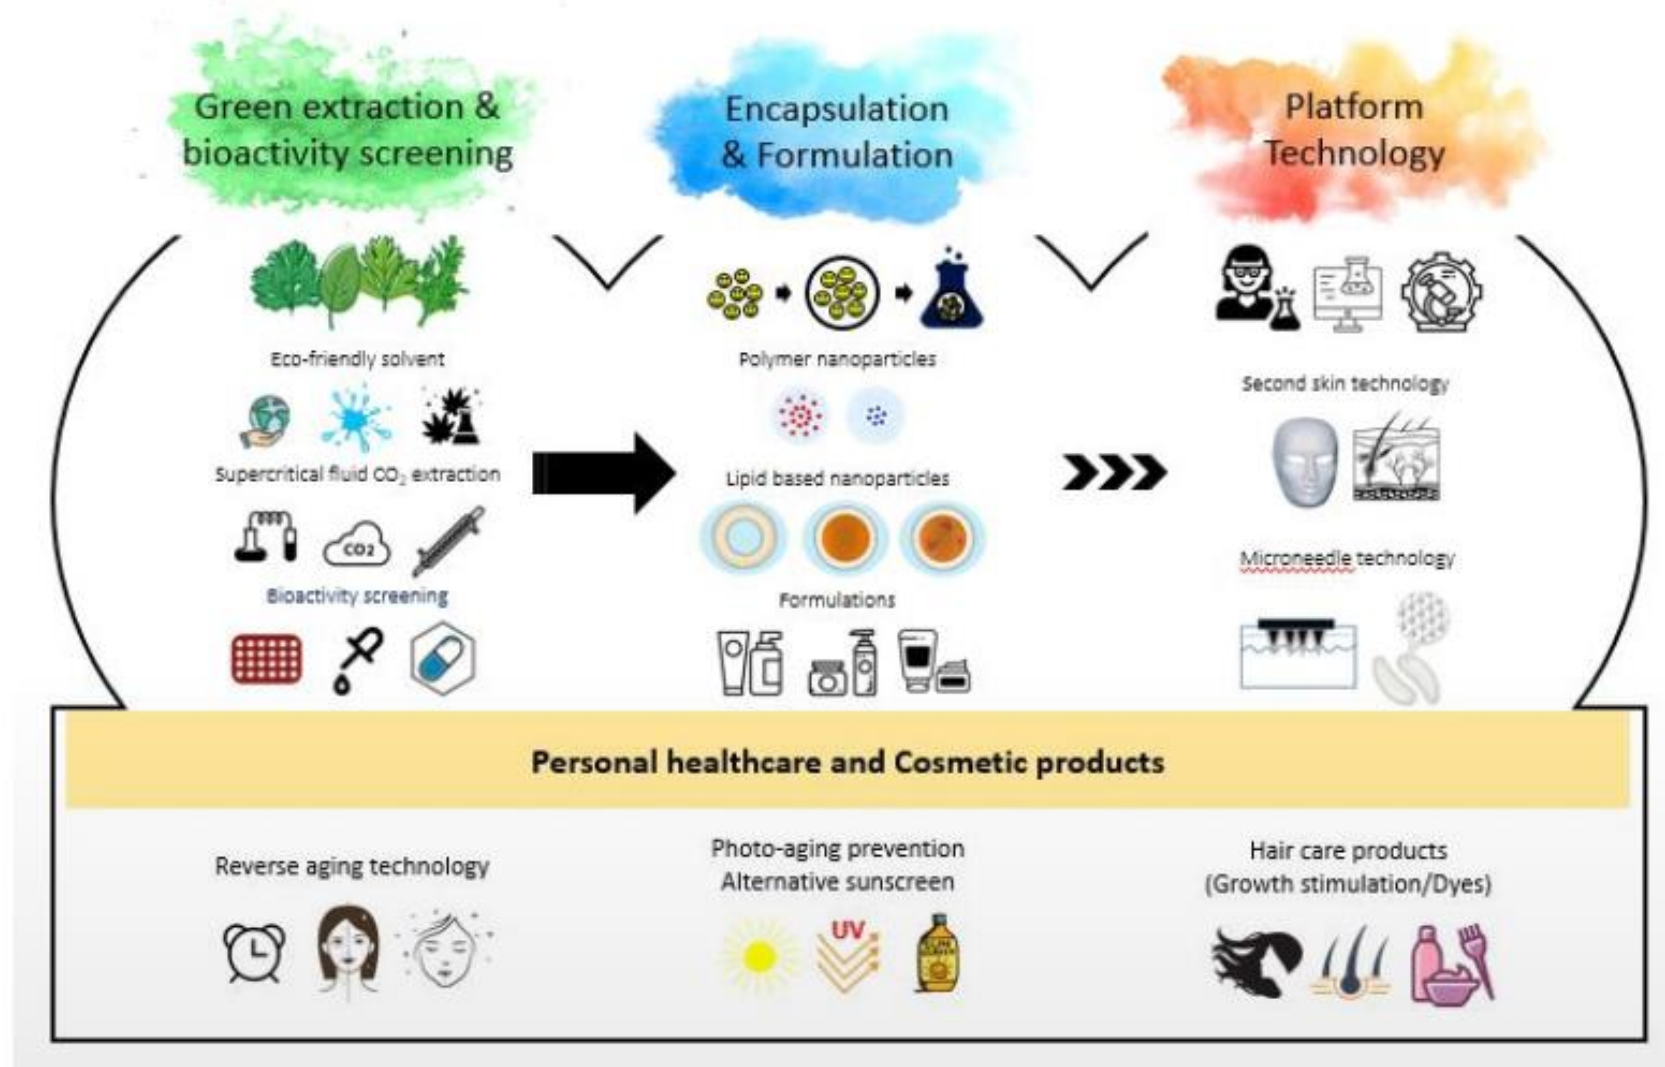 Green extraction &
bioactivity screening
Eco-friendly solvent
Supercritical fluid CO₂ extraction
CO2
Bioactivity screening
Encapsulation
& Formulation
Polymer nanoparticles
Lipid based nanoparticles
Formulations
Platform
Technology
Second skin technology
Microneedle technology
Personal healthcare and Cosmetic products
Reverse aging technology
Photo-aging prevention
Alternative sunscreen
UV
Hair care products
(Growth stimulation/Dyes)